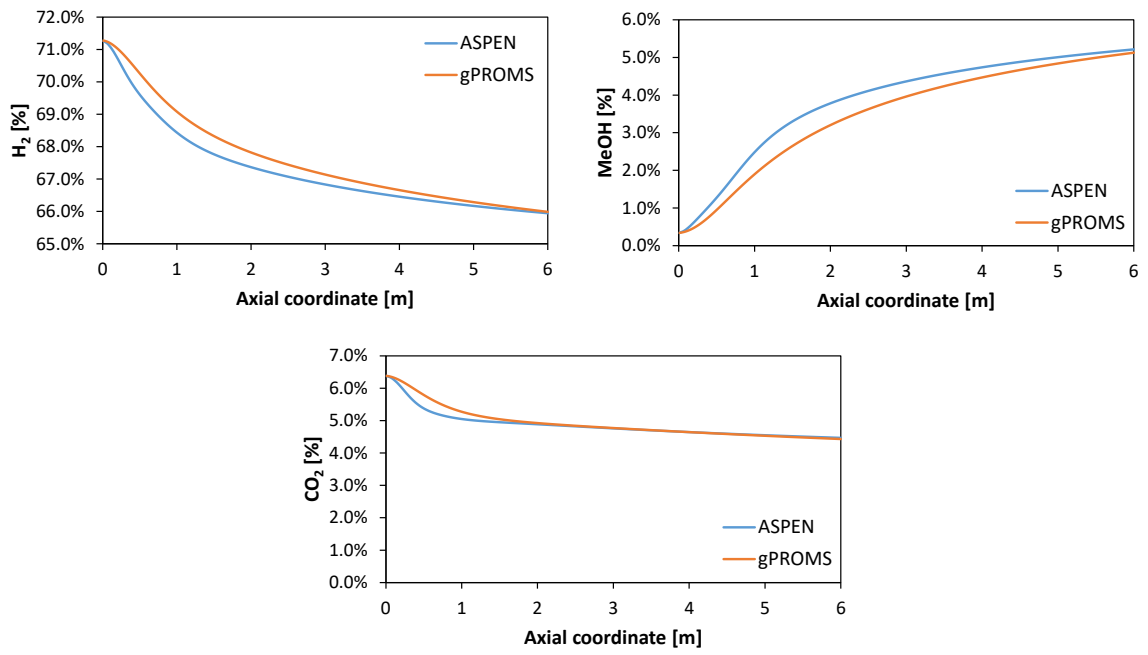 72.0%
71.0%
70.0%
69.0%
68.0%
67.0%
66.0%
65.0%
H₂ [%]
0 1 2 3 4 5 6
Axial coordinate [m]
ASPEN
gPROMS
6.0%
5.0%
4.0%
3.0%
2.0%
1.0%
0.0%
MeOH [%]
0 1 2 3 4 5 6
Axial coordinate [m]
ASPEN
gPROMS
7.0%
6.0%
5.0%
4.0%
3.0%
2.0%
1.0%
0.0%
CO₂ [%]
0 1 2 3 4 5 6
Axial coordinate [m]
ASPEN
gPROMS